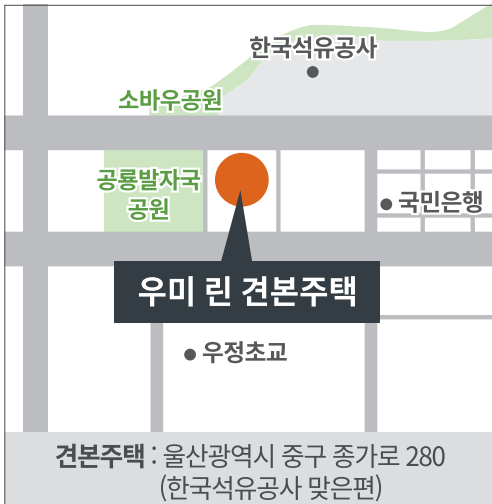 한국석유공사
소바우공원
공룡발자국
공원
국민은행
우미 린 견본주택
우정초교
견본주택 : 울산광역시 중구 종가로 280
(한국석유공사 맞은편)